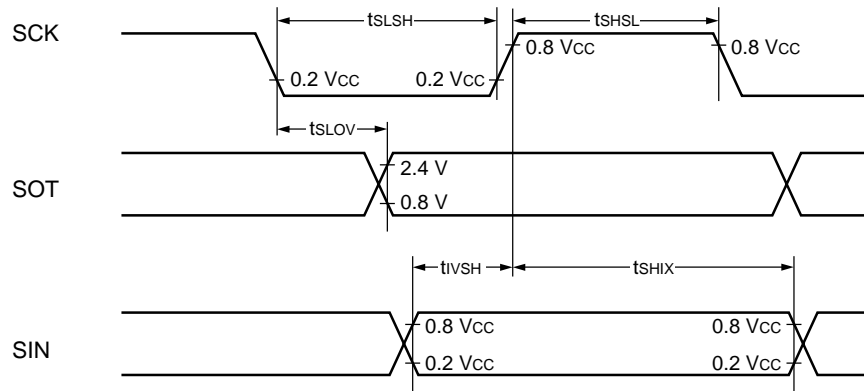 tSLSH tSHSL
SCK
0.8 VCC 0.8 VCC
0.2 VCC 0.2 VCC
tSLOV
2.4 V
SOT
0.8 V
tIVSH tSHIX
0.8 VCC 0.8 VCC
SIN
0.2 VCC 0.2 VCC